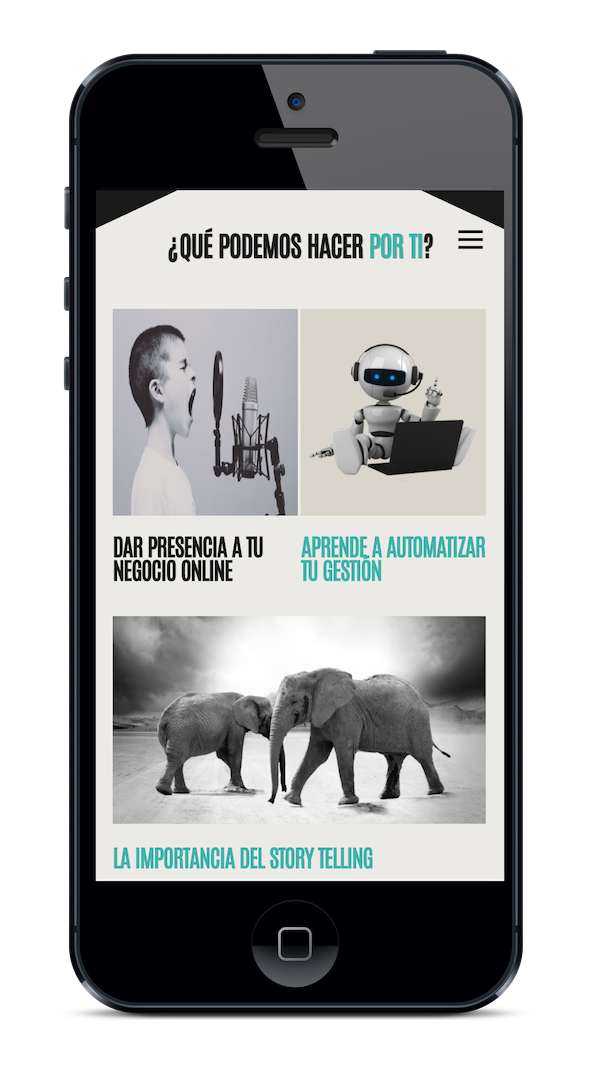 ¿QUÉ PODEMOS HACER POR TI?
DAR PRESENCIA A TU
NEGOCIO ONLINE
APRENDE A AUTOMATIZAR
TU GESTIÓN
LA IMPORTANCIA DEL STORY TELLING